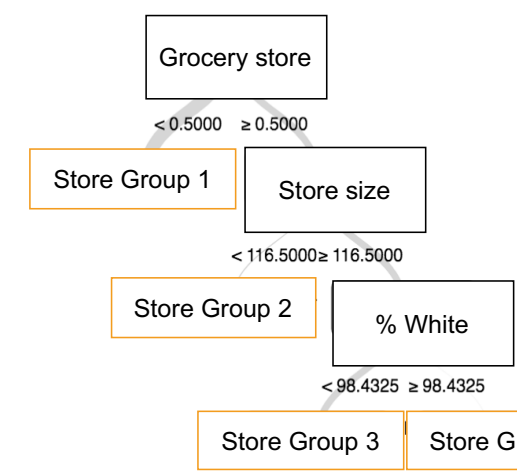 Grocery store
< 0.5000 ≥ 0.5000
Store Group 1
Store size
< 116.5000≥ 116.5000
Store Group 2
% White
< 98.4325 ≥ 98.4325
Store Group 3 Store G